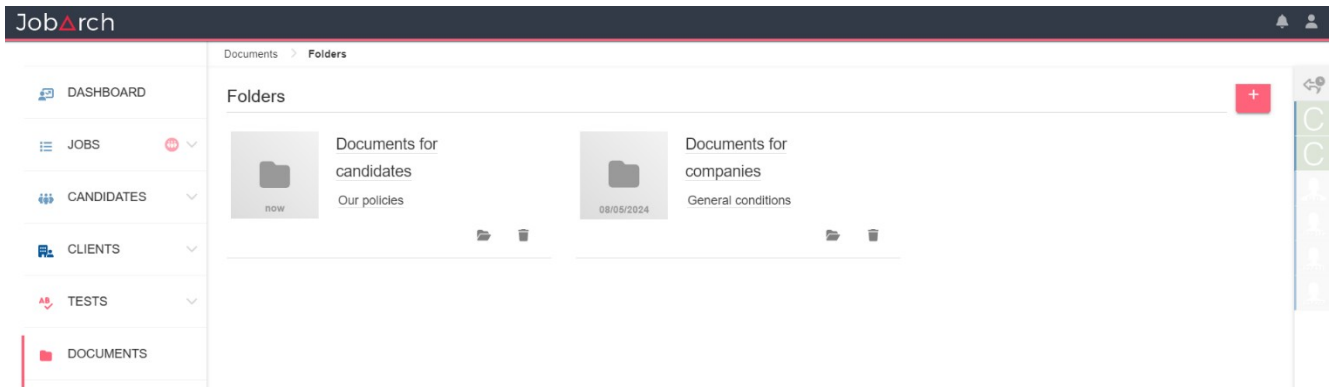 Jobarch
Documents > Folders
DASHBOARD
JOBS
CANDIDATES
CLIENTS
TESTS
DOCUMENTS
Folders
+
now
Documents for
candidates
Our policies
08/05/2024
Documents for
companies
General conditions
C
C